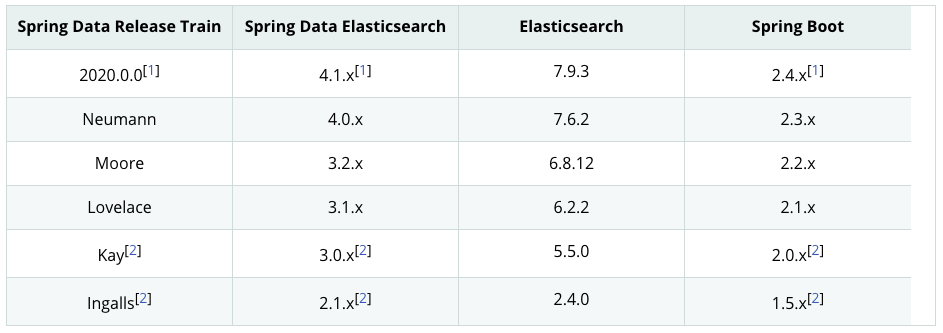 Spring Data Release Train Spring Data Elasticsearch Elasticsearch Spring Boot
2020.0.0[1] 4.1.x[1] 7.9.3 2.4.x[1]
Neumann 4.0.x 7.6.2 2.3.x
Moore 3.2.x 6.8.12 2.2.x
Lovelace 3.1.x 6.2.2 2.1.x
Kay[2] 3.0.x[2] 5.5.0 2.0.x[2]
Ingalls[2] 2.1.x[2] 2.4.0 1.5.x[2]